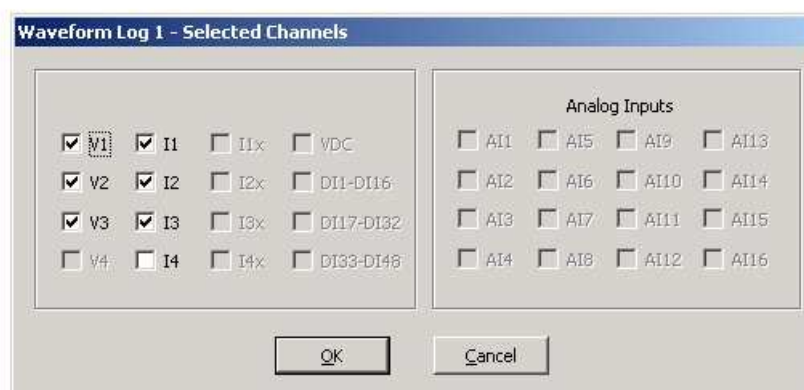 Waveform Log 1 - Selected Channels
V1 I1 I1x VDC
V2 I2 I2x DI1-DI16
V3 I3 I3x DI17-DI32
V4 I4 I4x DI33-DI48
Analog Inputs
AI1 AI5 AI9 AI13
AI2 AI6 AI10 AI14
AI3 AI7 AI11 AI15
AI4 AI8 AI12 AI16
OK Cancel